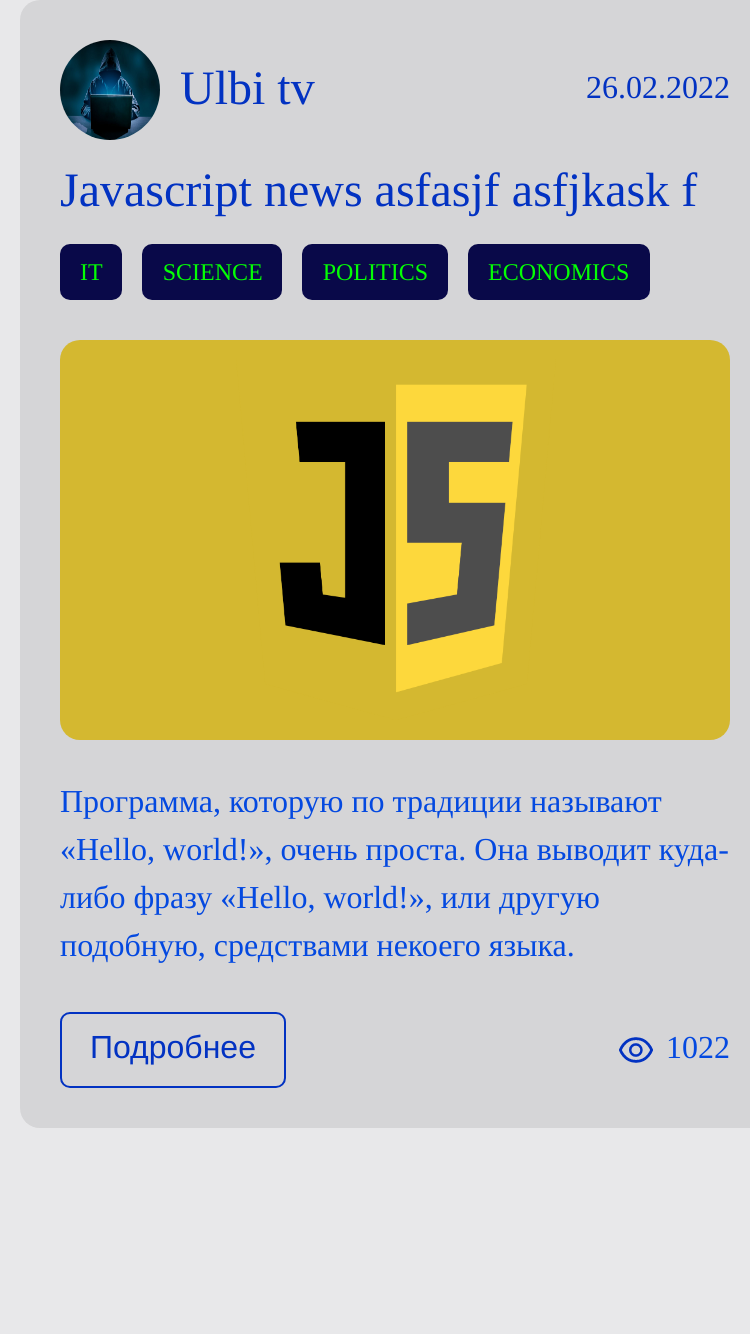 Ulbi tv
26.02.2022
Javascript news asfasjf asfjkask f
IT
SCIENCE
POLITICS
ECONOMICS
JS
Программа, которую по традиции называют
«Hello, world!», очень проста. Она выводит куда-
либо фразу «Hello, world!», или другую
подобную, средствами некоего языка.
Подробнее
1022